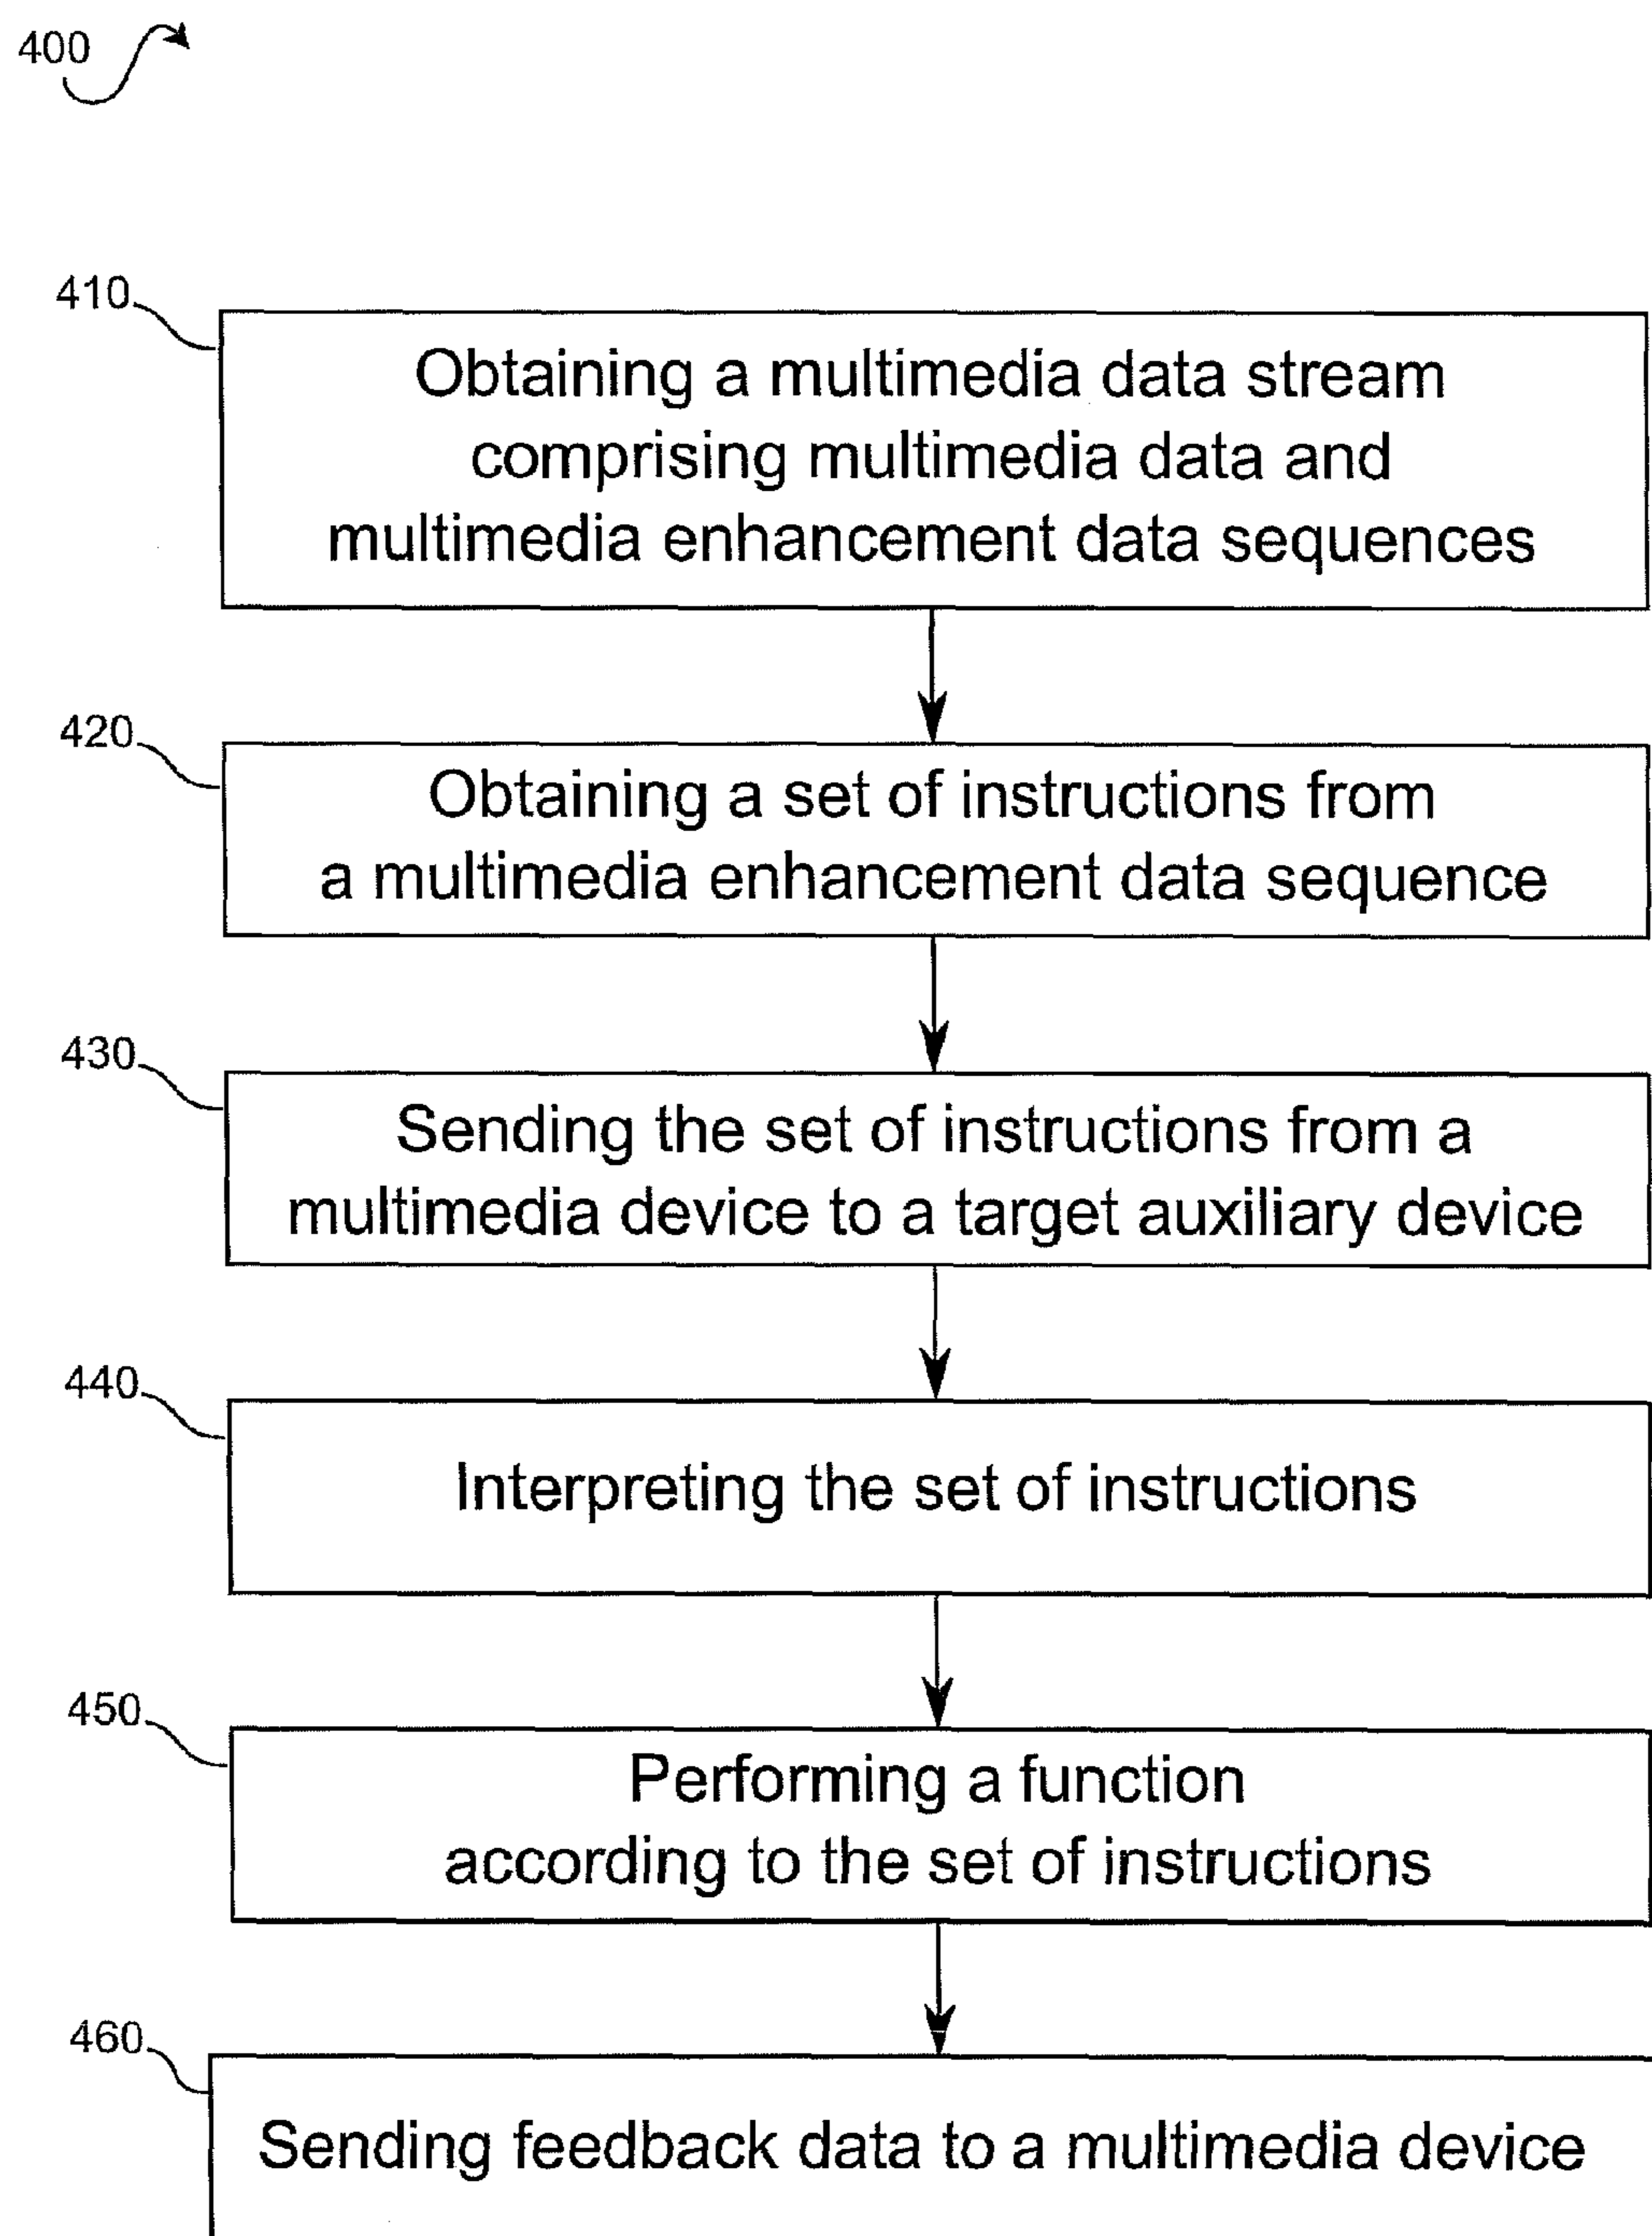 400
410
Obtaining a multimedia data stream
comprising multimedia data and
multimedia enhancement data sequences
420
Obtaining a set of instructions from
a multimedia enhancement data sequence
430
Sending the set of instructions from a
multimedia device to a target auxiliary device
440
Interpreting the set of instructions
450
Performing a function
according to the set of instructions
460
Sending feedback data to a multimedia device